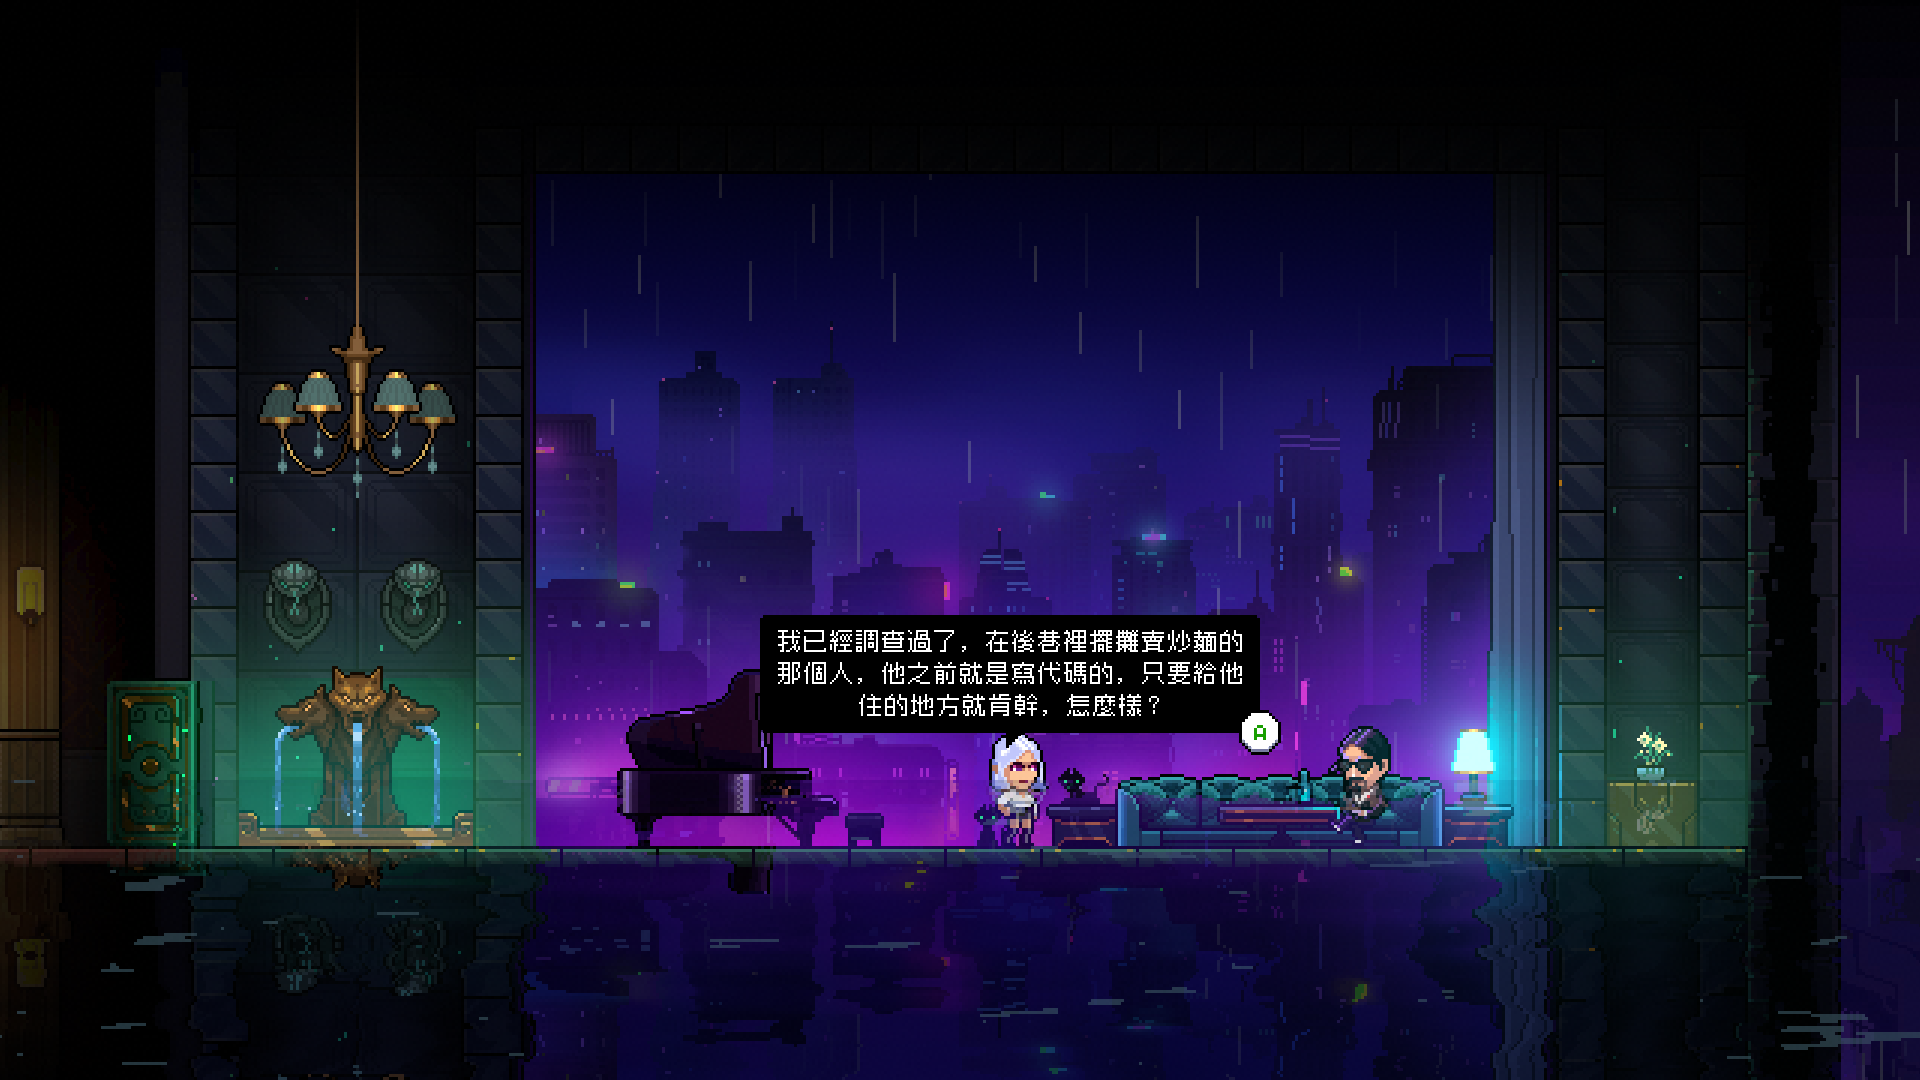 我已經調查過了，在後巷裡擺攤賣炒麵的
那個人，他之前就是寫代碼的，只要給他
住的地方就肯幹，怎麼樣？
A